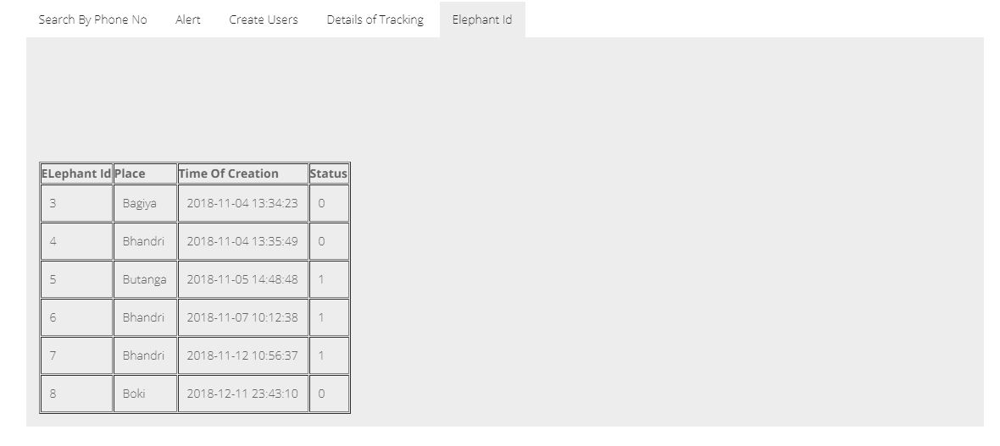 Search By Phone No Alert Create Users Details of Tracking Elephant Id
ELephant Id Place Time Of Creation Status
3 Bagiya 2018-11-04 13:34:23 0
4 Bhandri 2018-11-04 13:35:49 0
5 Butanga 2018-11-05 14:48:48 1
6 Bhandri 2018-11-07 10:12:38 1
7 Bhandri 2018-11-12 10:56:37 1
8 Boki 2018-12-11 23:43:10 0